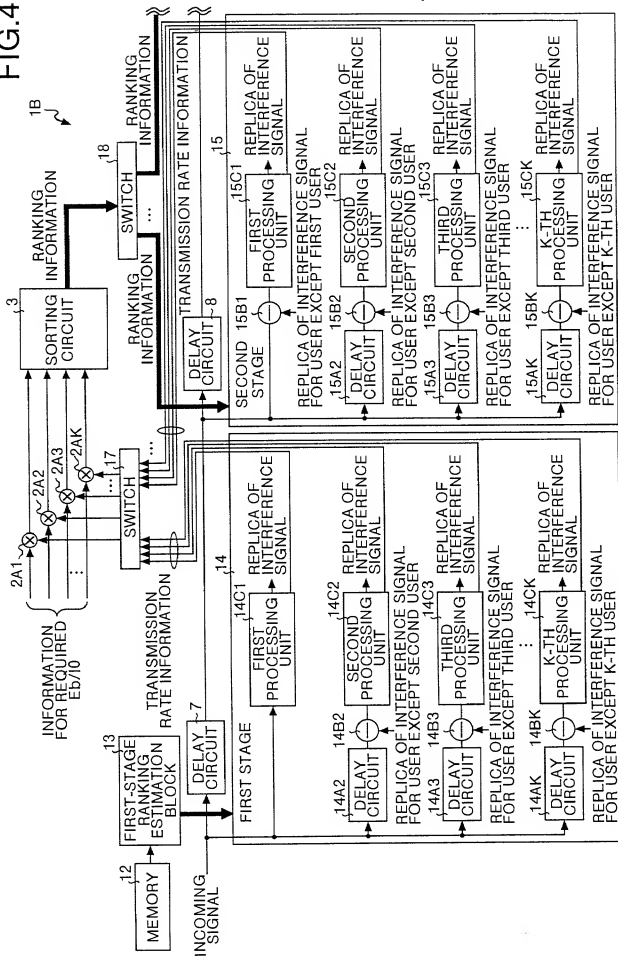 FIG.4
1B
INFORMATION
FOR REQUIRED
Eb/I0
2A1
2A2
2A3
2AK
3
SORTING
CIRCUIT
RANKING
INFORMATION
18
SWITCH
RANKING
INFORMATION
RANKING
INFORMATION
17
SWITCH
12
MEMORY
13
FIRST-STAGE
RANKING
ESTIMATION
BLOCK
TRANSMISSION
RATE INFORMATION
TRANSMISSION RATE INFORMATION
INCOMING
SIGNAL
7
DELAY
CIRCUIT
8
DELAY
CIRCUIT
14
FIRST STAGE
14C1
FIRST
PROCESSING
UNIT
REPLICA OF
INTERFERENCE
SIGNAL
14A2
DELAY
CIRCUIT
14B2
14C2
SECOND
PROCESSING
UNIT
REPLICA OF
INTERFERENCE
SIGNAL
REPLICA OF INTERFERENCE SIGNAL
FOR USER EXCEPT SECOND USER
14A3
DELAY
CIRCUIT
14B3
14C3
THIRD
PROCESSING
UNIT
REPLICA OF
INTERFERENCE
SIGNAL
REPLICA OF INTERFERENCE SIGNAL
FOR USER EXCEPT THIRD USER
14AK
DELAY
CIRCUIT
14BK
14CK
K-TH
PROCESSING
UNIT
REPLICA OF
INTERFERENCE
SIGNAL
REPLICA OF INTERFERENCE SIGNAL
FOR USER EXCEPT K-TH USER
15
SECOND
STAGE
15B1
15C1
FIRST
PROCESSING
UNIT
REPLICA OF
INTERFERENCE
SIGNAL
REPLICA OF INTERFERENCE SIGNAL
FOR USER EXCEPT FIRST USER
15A2
DELAY
CIRCUIT
15B2
15C2
SECOND
PROCESSING
UNIT
REPLICA OF
INTERFERENCE
SIGNAL
REPLICA OF INTERFERENCE SIGNAL
FOR USER EXCEPT SECOND USER
15A3
DELAY
CIRCUIT
15B3
15C3
THIRD
PROCESSING
UNIT
REPLICA OF
INTERFERENCE
SIGNAL
REPLICA OF INTERFERENCE SIGNAL
FOR USER EXCEPT THIRD USER
15AK
DELAY
CIRCUIT
15BK
15CK
K-TH
PROCESSING
UNIT
REPLICA OF
INTERFERENCE
SIGNAL
REPLICA OF INTERFERENCE SIGNAL
FOR USER EXCEPT K-TH USER